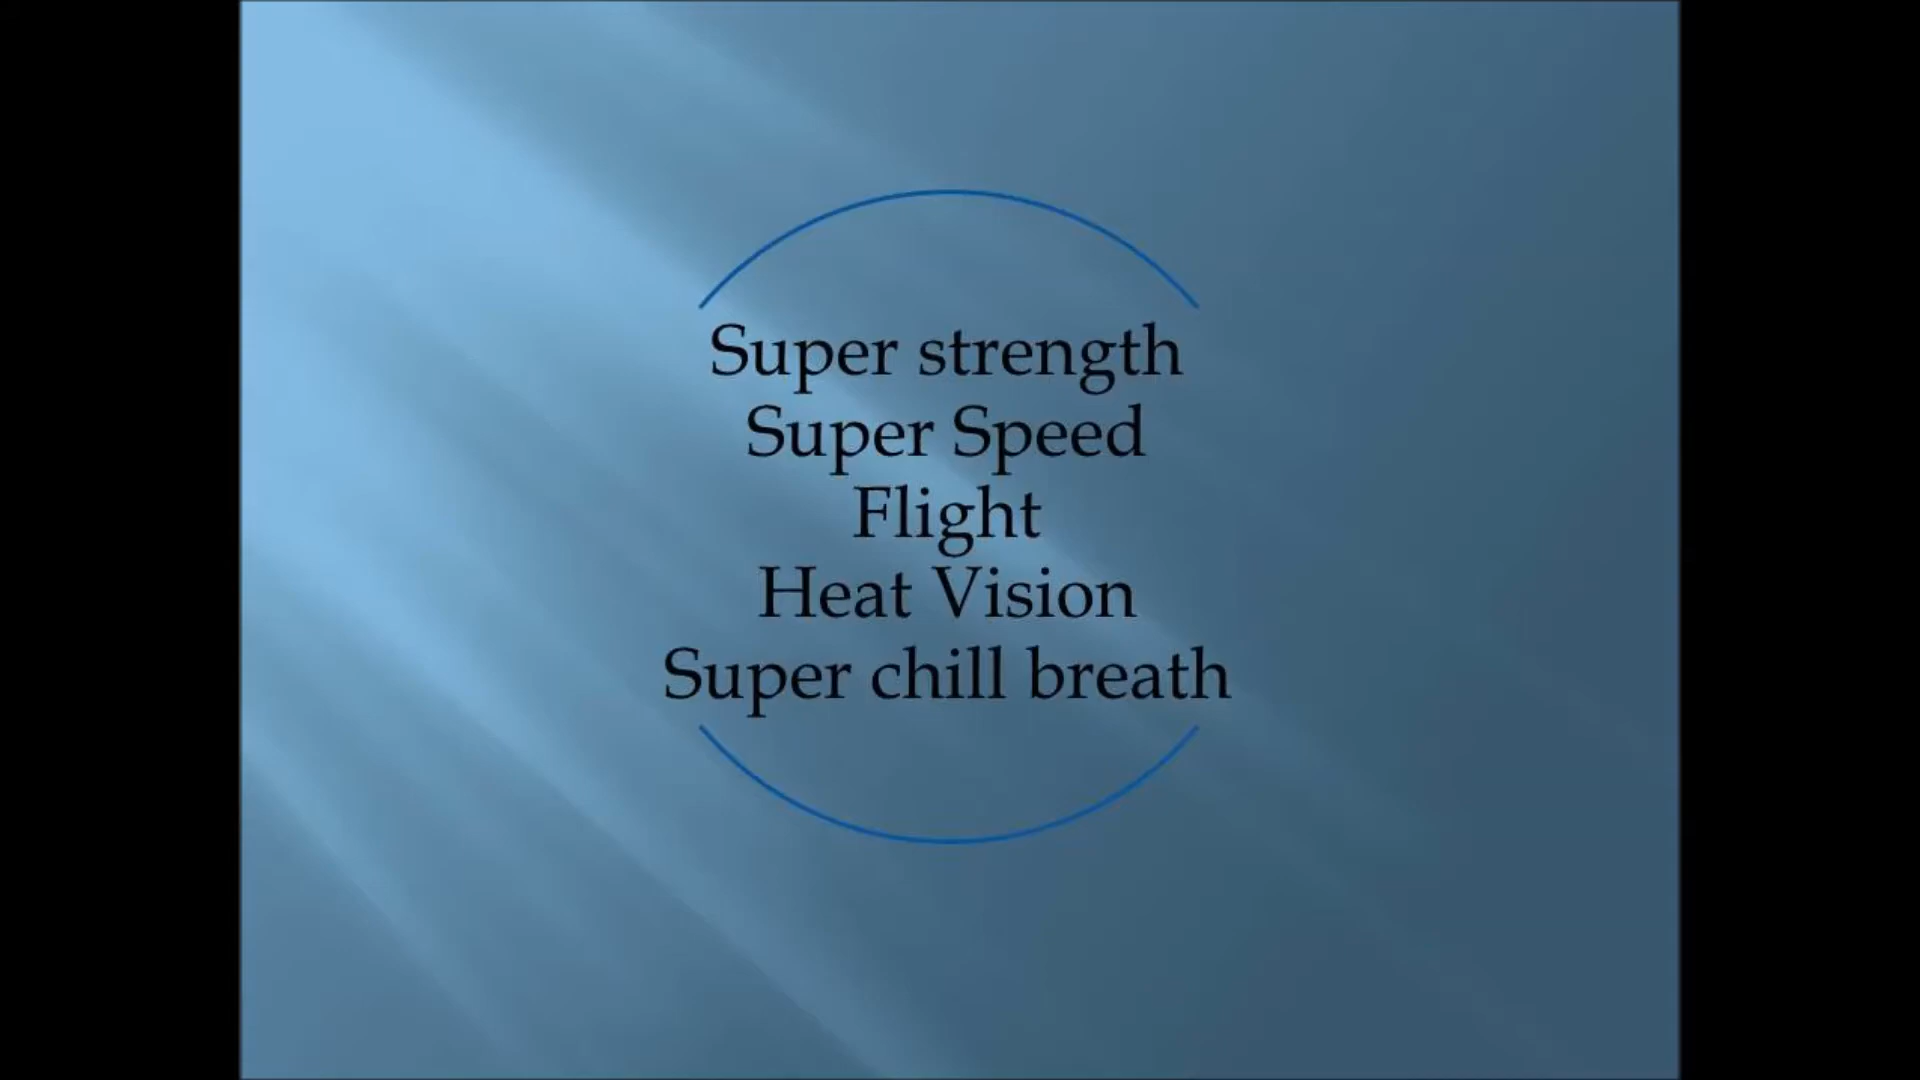 Super strength
Super Speed
Flight
Heat Vision
Super chill breath